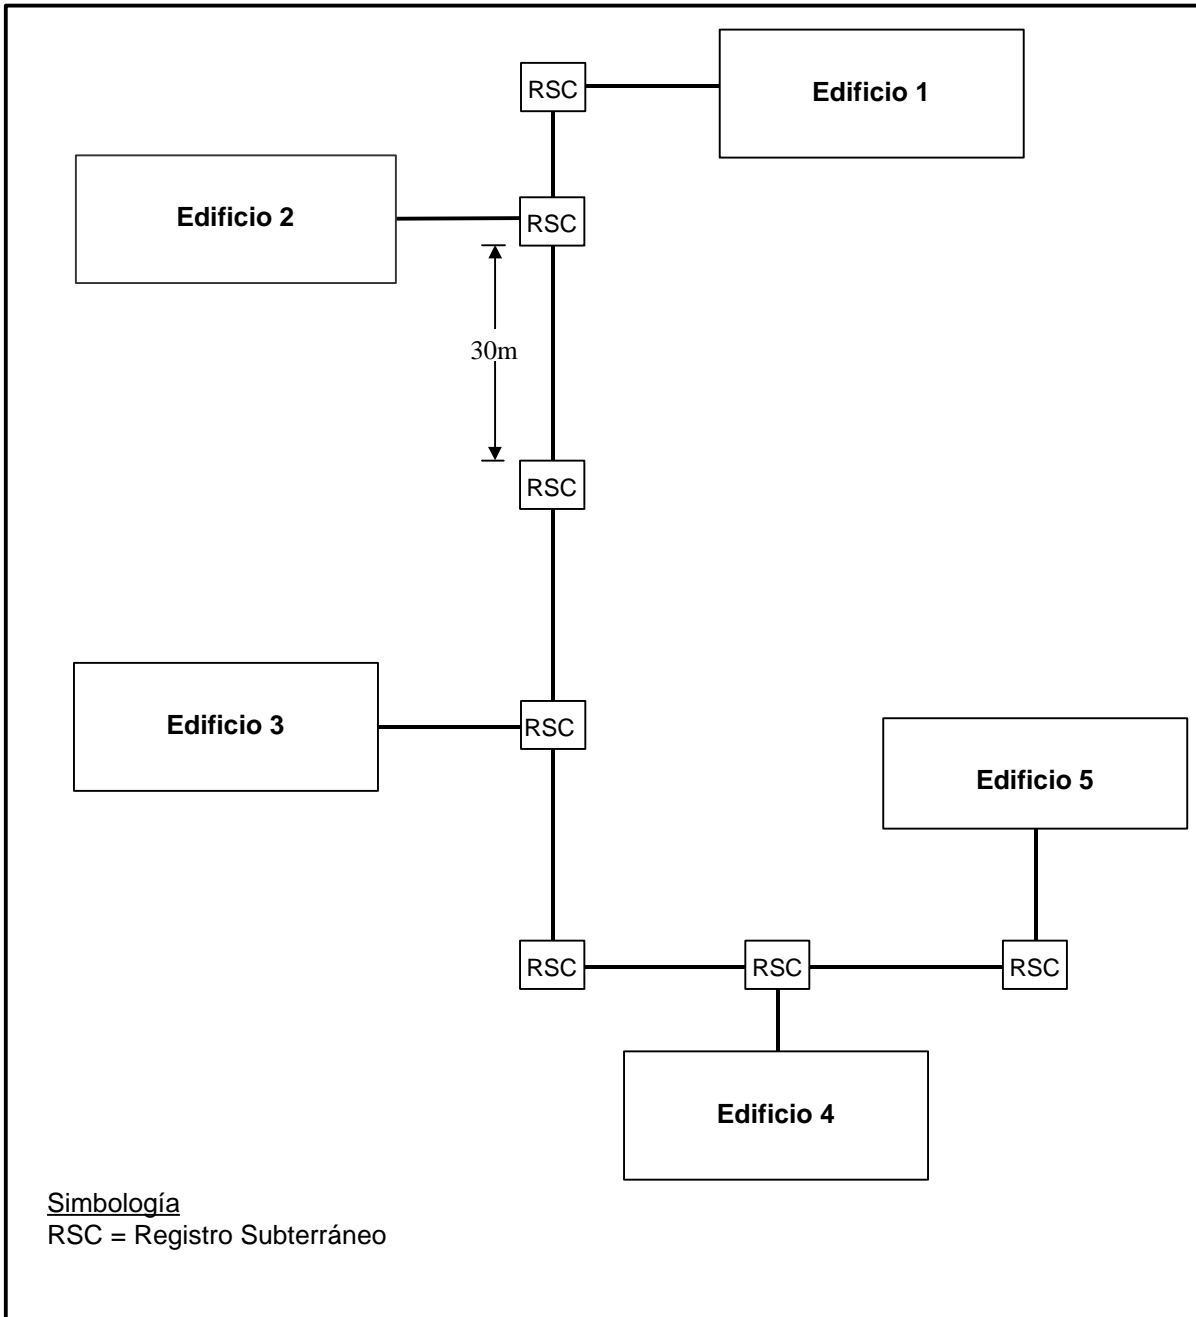 RSC
Edificio 1
Edificio 2
RSC
30m
RSC
Edificio 3
RSC
Edificio 5
RSC
RSC
RSC
Edificio 4
Simbología
RSC = Registro Subterráneo